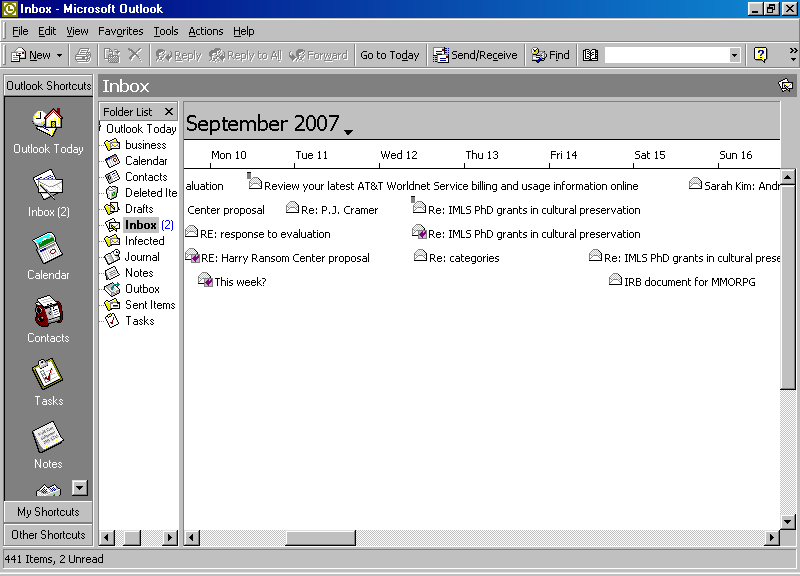 Inbox - Microsoft Outlook
File Edit View Favorites Tools Actions Help
New Reply Reply to All Forward Go to Today Send/Receive Find
Outlook Shortcuts
Inbox
Outlook Today
Inbox (2)
Calendar
Contacts
Tasks
Notes
My Shortcuts
Other Shortcuts
Folder List
Outlook Today
business
Calendar
Contacts
Deleted Ite
Drafts
Inbox (2)
Infected
Journal
Notes
Outbox
Sent Items
Tasks
September 2007
Mon 10 Tue 11 Wed 12 Thu 13 Fri 14 Sat 15 Sun 16
aluation Review your latest AT&T Worldnet Service billing and usage information online Sarah Kim: Andr
Center proposal Re: P.J. Cramer Re: IMLS PhD grants in cultural preservation
RE: response to evaluation Re: IMLS PhD grants in cultural preservation
RE: Harry Ransom Center proposal Re: categories Re: IMLS PhD grants in cultural prese
This week? IRB document for MMORPG
441 Items, 2 Unread